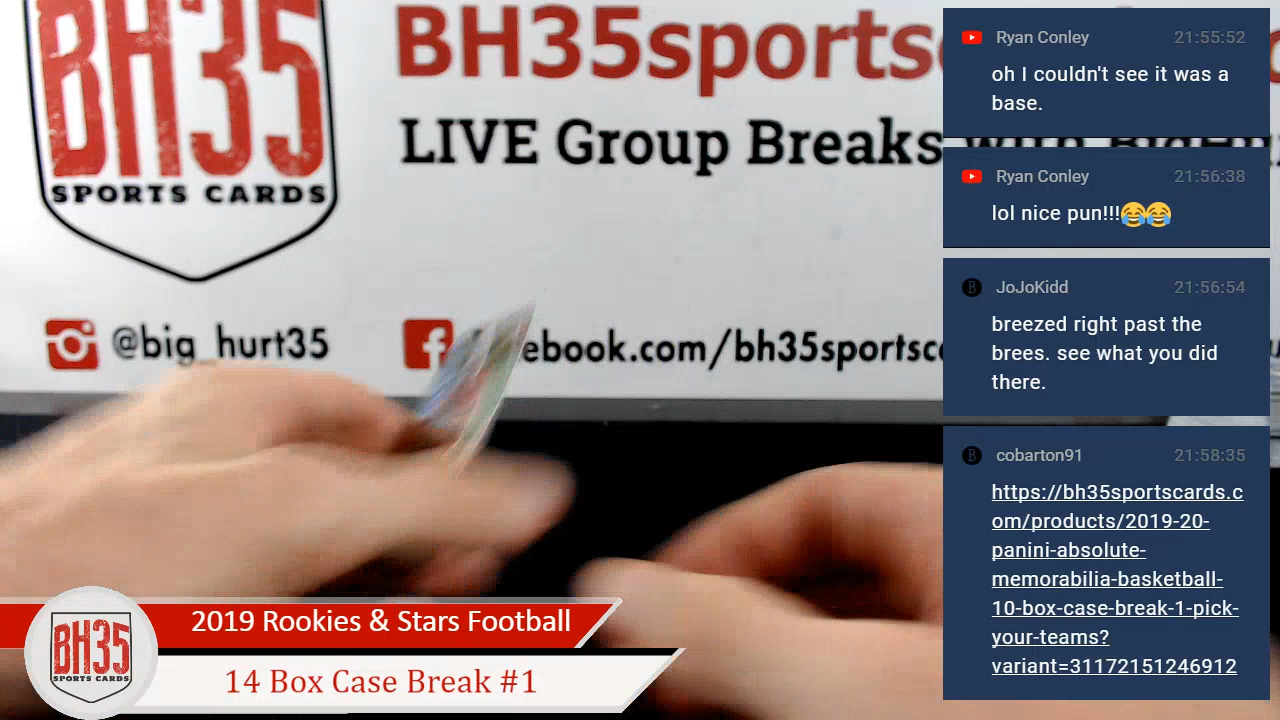 BH35
SPORTS CARDS
BH35sports
LIVE Group Breaks with
@big_hurt35
f
ebook.com/bh35sportsc
Ryan Conley 21:55:52
oh I couldn't see it was a
base.
Ryan Conley 21:56:38
lol nice pun!!!😂😂
B JoJoKidd 21:56:54
breezed right past the
brees. see what you did
there.
B cobarton91 21:58:35
https://bh35sportscards.c
om/products/2019-20-
panini-absolute-
memorabilia-basketball-
10-box-case-break-1-pick-
your-teams?
variant=31172151246912
BH35
SPORTS CARDS
2019 Rookies & Stars Football
14 Box Case Break #1